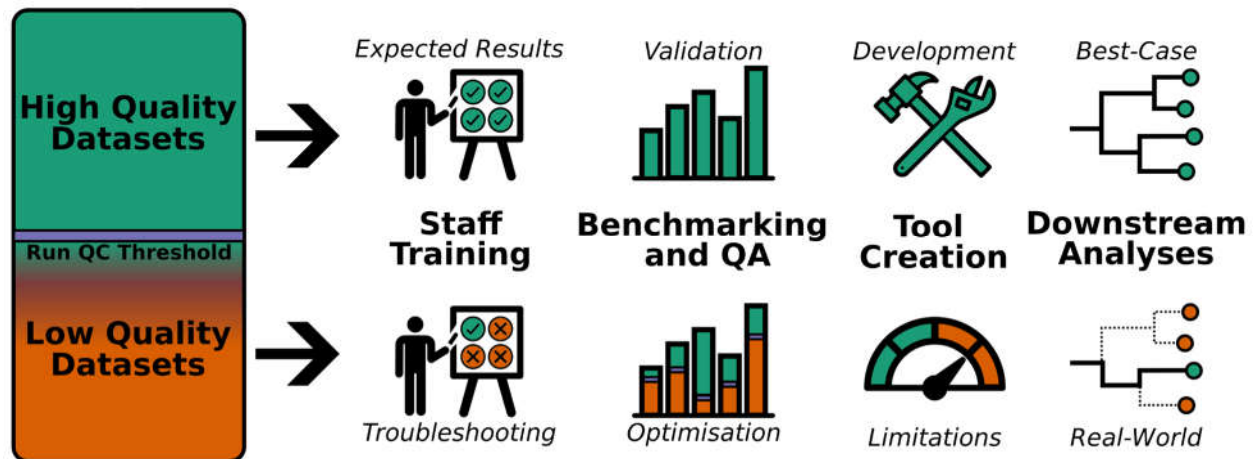 High Quality
Datasets
Run QC Threshold
Low Quality
Datasets
Expected Results
Validation
Development
Best-Case
Staff
Training
Benchmarking
and QA
Tool
Creation
Downstream
Analyses
Troubleshooting
Optimisation
Limitations
Real-World